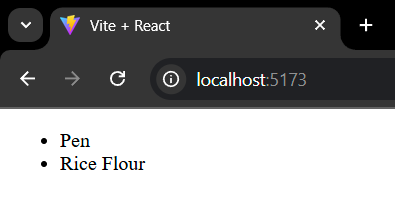 Vite + React
localhost:5173
• Pen
• Rice Flour